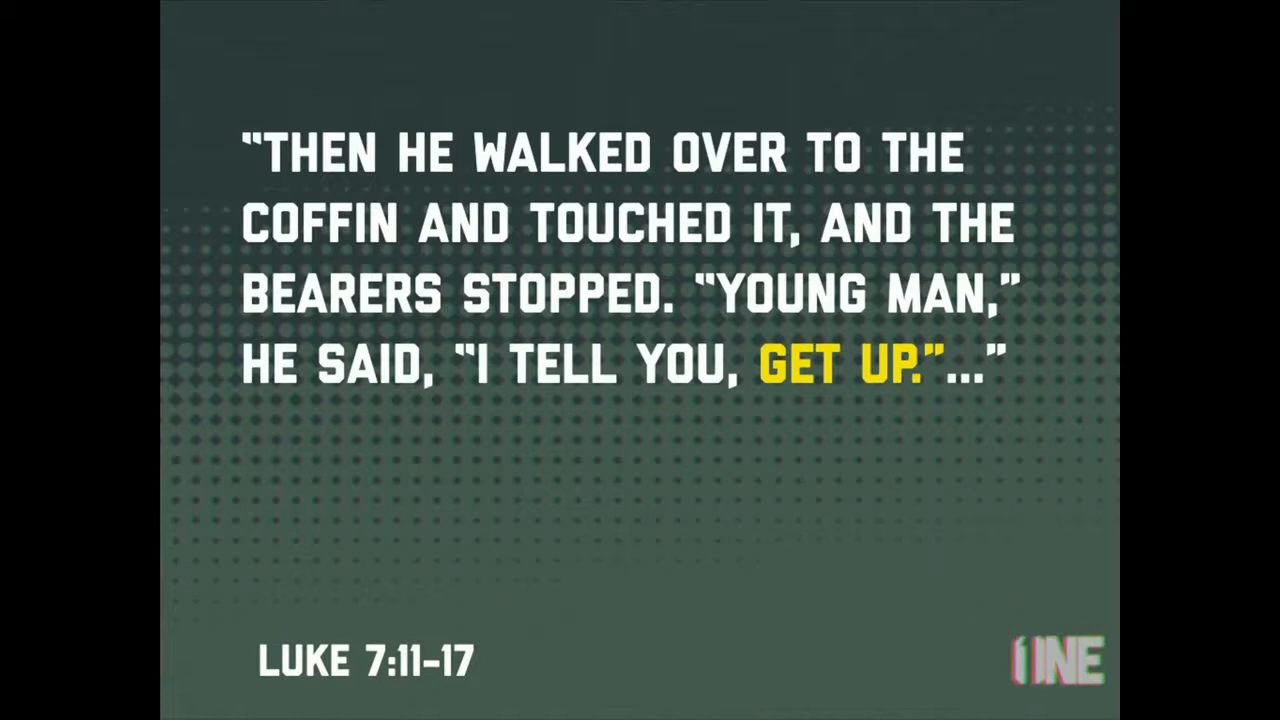 “THEN HE WALKED OVER TO THE
COFFIN AND TOUCHED IT, AND THE
BEARERS STOPPED. “YOUNG MAN,”
HE SAID, “I TELL YOU, GET UP.”...”
LUKE 7:11-17
ONE